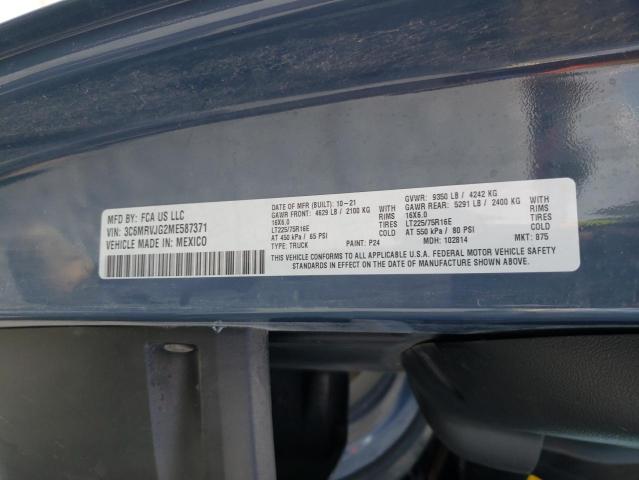 MFD BY: FCA US LLC
VIN: 3C6MRVJG2ME587371
VEHICLE MADE IN: MEXICO
DATE OF MFR (BUILT): 10-21
GAWR FRONT: 4629 LB / 2100 KG
16X6.0 RIMS
LT225/75R16E TIRES
AT 450 kPa / 65 PSI COLD
TYPE: TRUCK PAINT: P24
GVWR: 9350 LB / 4242 KG
GAWR REAR: 5291 LB / 2400 KG
16X6.0 RIMS
LT225/75R16E TIRES
AT 550 kPa / 80 PSI COLD
MDH: 102814 MKT: 975
THIS VEHICLE CONFORMS TO ALL APPLICABLE U.S.A. FEDERAL MOTOR VEHICLE SAFETY
STANDARDS IN EFFECT ON THE DATE OF MANUFACTURE SHOWN ABOVE.